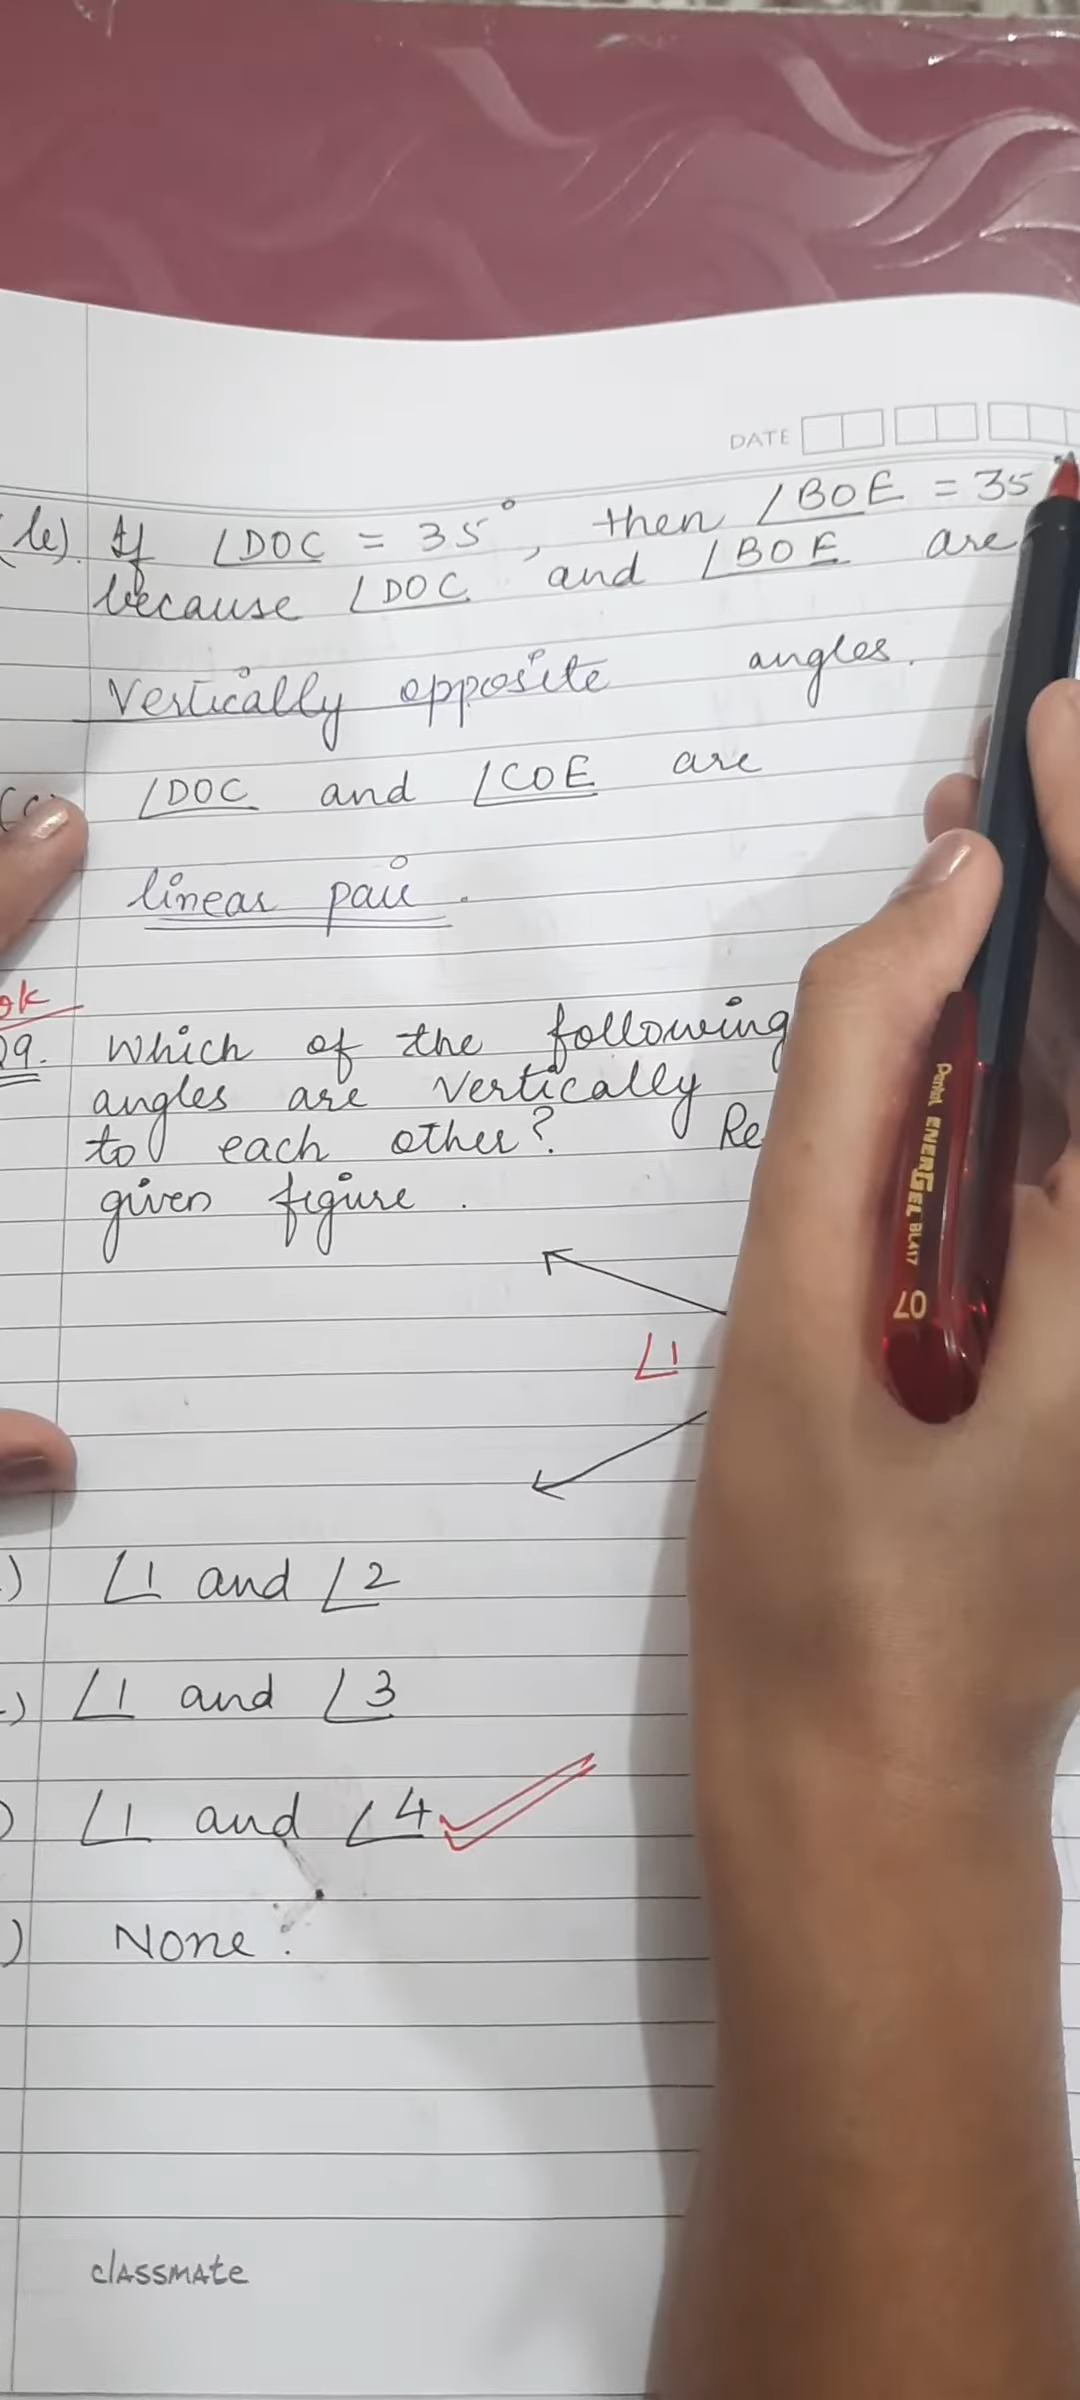 DATE
(b). If ∠DOC = 35°, then ∠BOE = 35
because ∠DOC and ∠BOE are
Vertically opposite angles.
∠DOC and ∠COE are
linear pair.
Q9. Which of the following
angles are vertically
to each other? Re
given figure.
∠1
) ∠1 and ∠2
) ∠1 and ∠3
) ∠1 and ∠4
) None.
classmate
Pentel ENERGEL BLN17 07